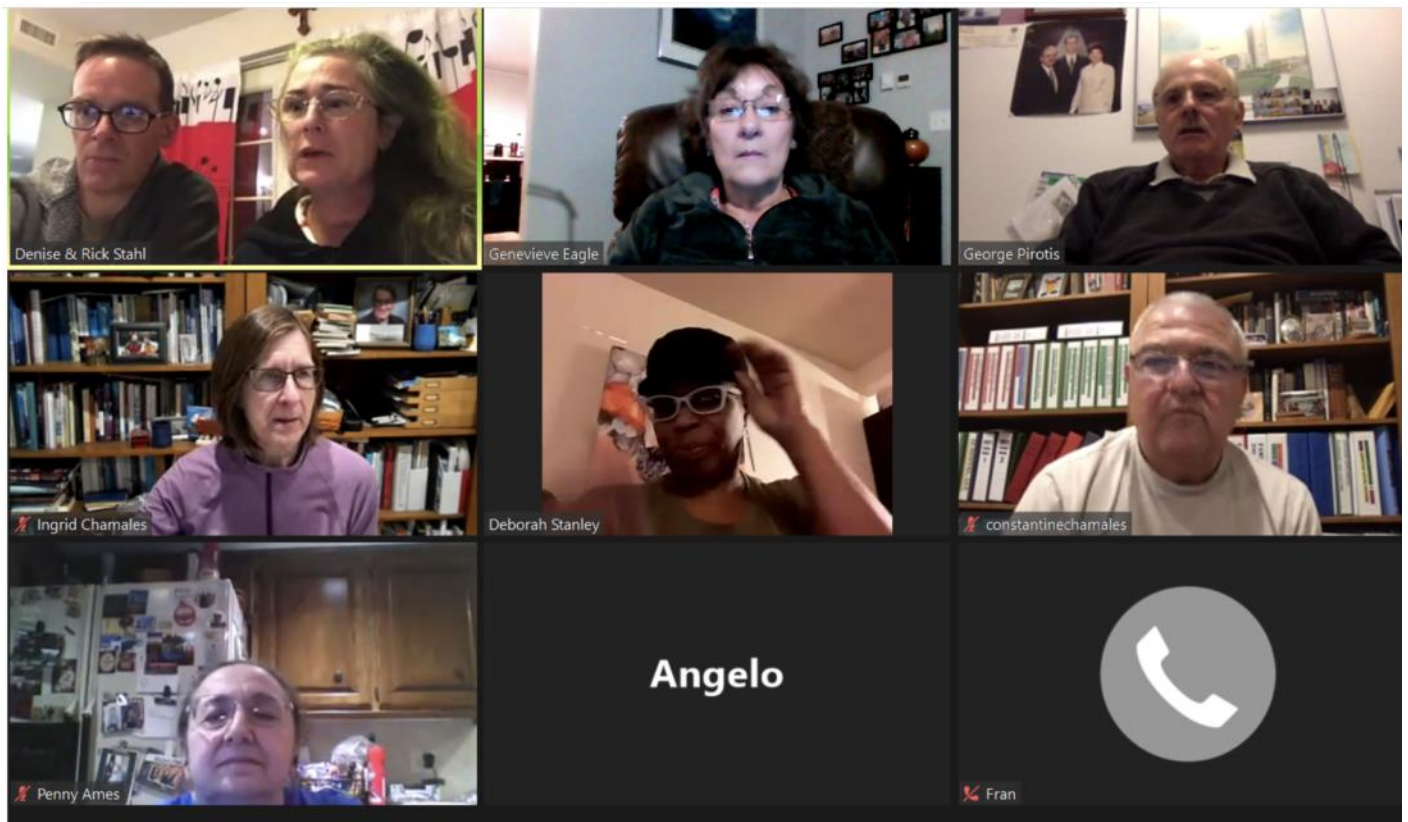 Denise & Rick Stahl
Genevieve Eagle
George Pirotis
Ingrid Chamales
Deborah Stanley
constantinechamales
Penny Ames
Angelo
Fran